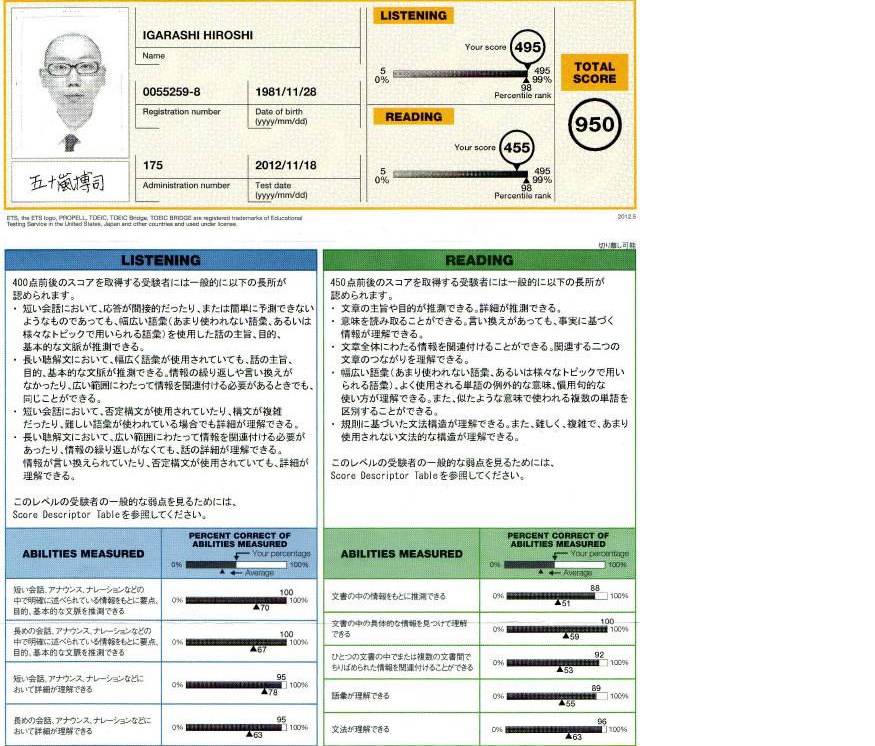 IGARASHI HIROSHI
Name
0055259-8
Registration number
1981/11/28
Date of birth
(yyyy/mm/dd)
175
Administration number
2012/11/18
Test date
(yyyy/mm/dd)
五十嵐博司
LISTENING
Your score 495
5
0%
495
99%
98
Percentile rank
READING
Your score 455
5
0%
495
99%
98
Percentile rank
TOTAL
SCORE
950
ETS, the ETS logo, PROPELL, TOEIC, TOEIC Bridge, TOEIC BRIDGE are registered trademarks of Educational
Testing Service in the United States, Japan and other countries and used under license.
2012.5
切り離し可能
LISTENING
400点前後のスコアを取得する受験者には一般的に以下の長所が
認められます。
・ 短い会話において、応答が間接的だったり、または簡単に予測できない
ようなものであっても、幅広い語彙(あまり使われない語彙、あるいは
様々なトピックで用いられる語彙)を使用した話の主旨、目的、
基本的な文脈が推測できる。
・ 長い聴解文において、幅広く語彙が使用されていても、話の主旨、
目的、基本的な文脈が推測できる。情報の繰り返しや言い換えが
なかったり、広い範囲にわたって情報を関連付ける必要があるときでも、
同じことができる。
・ 短い会話において、否定構文が使用されていたり、構文が複雑
だったり、難しい語彙が使われている場合でも詳細が理解できる。
・ 長い聴解文において、広い範囲にわたって情報を関連付ける必要が
あったり、情報の繰り返しがなくても、話の詳細が理解できる。
情報が言い換えられていたり、否定構文が使用されていても、詳細が
理解できる。
このレベルの受験者の一般的な弱点を見るためには、
Score Descriptor Tableを参照してください。
READING
450点前後のスコアを取得する受験者には一般的に以下の長所が
認められます。
・ 文章の主旨や目的が推測できる。詳細が推測できる。
・ 意味を読み取ることができる。言い換えがあっても、事実に基づく
情報が理解できる。
・ 文章全体にわたる情報を関連付けることができる。関連する二つの
文章のつながりを理解できる。
・ 幅広い語彙(あまり使われない語彙、あるいは様々なトピックで用い
られる語彙)、よく使用される単語の例外的な意味、慣用句的な
使い方が理解できる。また、似たような意味で使われる複数の単語を
区別することができる。
・ 規則に基づいた文法構造が理解できる。また、難しく、複雑で、あまり
使用されない文法的な構造が理解できる。
このレベルの受験者の一般的な弱点を見るためには、
Score Descriptor Tableを参照してください。
ABILITIES MEASURED
PERCENT CORRECT OF
ABILITIES MEASURED
Your percentage
0% 100%
Average
短い会話、アナウンス、ナレーションなどの
中で明確に述べられている情報をもとに要点、
目的、基本的な文脈を推測できる
100
0% 100%
70
長めの会話、アナウンス、ナレーションなどの
中で明確に述べられている情報をもとに要点、
目的、基本的な文脈を推測できる
100
0% 100%
67
短い会話、アナウンス、ナレーションなどに
おいて詳細が理解できる
95
0% 100%
78
長めの会話、アナウンス、ナレーションなどに
おいて詳細が理解できる
95
0% 100%
63
ABILITIES MEASURED
PERCENT CORRECT OF
ABILITIES MEASURED
Your percentage
0% 100%
Average
文書の中の情報をもとに推測できる
88
0% 100%
51
文書の中の具体的な情報を見つけて理解
できる
100
0% 100%
59
ひとつの文書の中でまたは複数の文書間で
ちりばめられた情報を関連付けることができる
92
0% 100%
53
語彙が理解できる
89
0% 100%
55
文法が理解できる
96
0% 100%
63